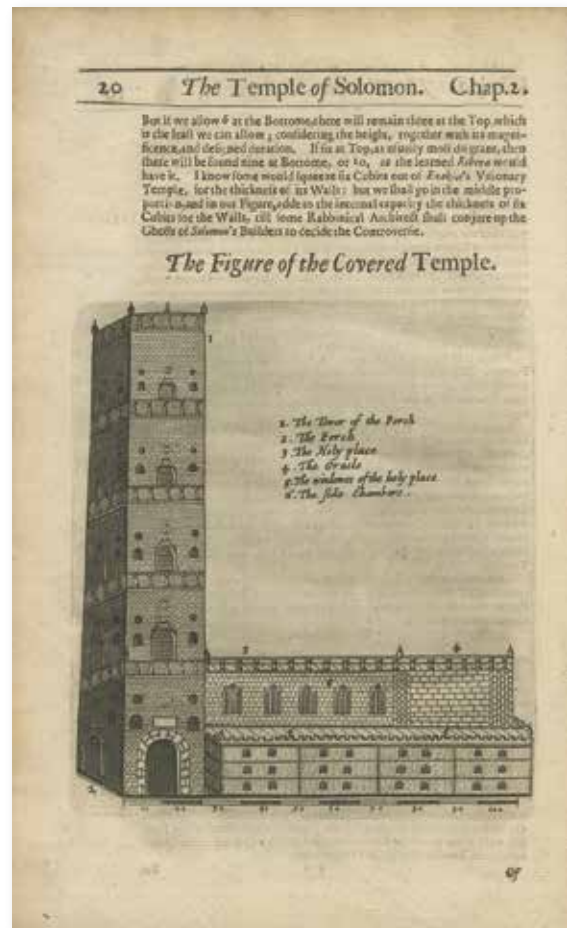 20 The Temple of Solomon. Chap.2.
But if we allow 6 at the Bottome, there will remain three at the Top, which
is the least we can allow; considering the height, together with its magni-
ficence, and designed duration. If six at Top, as usually most do grant, then
there will be found nine at Bottome, or 10, as the learned would
have it. I know some would squeeze six Cubits out of Visionary
Temple, for the thickness of its Walls: but we shall go in the middle pro-
portion, and in our Figure, adde to the internal capacity the thickness of six
Cubits for the Walls, till some Rabbinical Architect shall conjure up the
Ghosts of Solomon's Builders to decide the Controversie.
The Figure of the Covered Temple.
1
1. The Tower of the Porch
2. The Porch
3 The Holy place
4. The Oracle
5. The windows of the holy place
6. The side Chambers.
3 4
2
Of